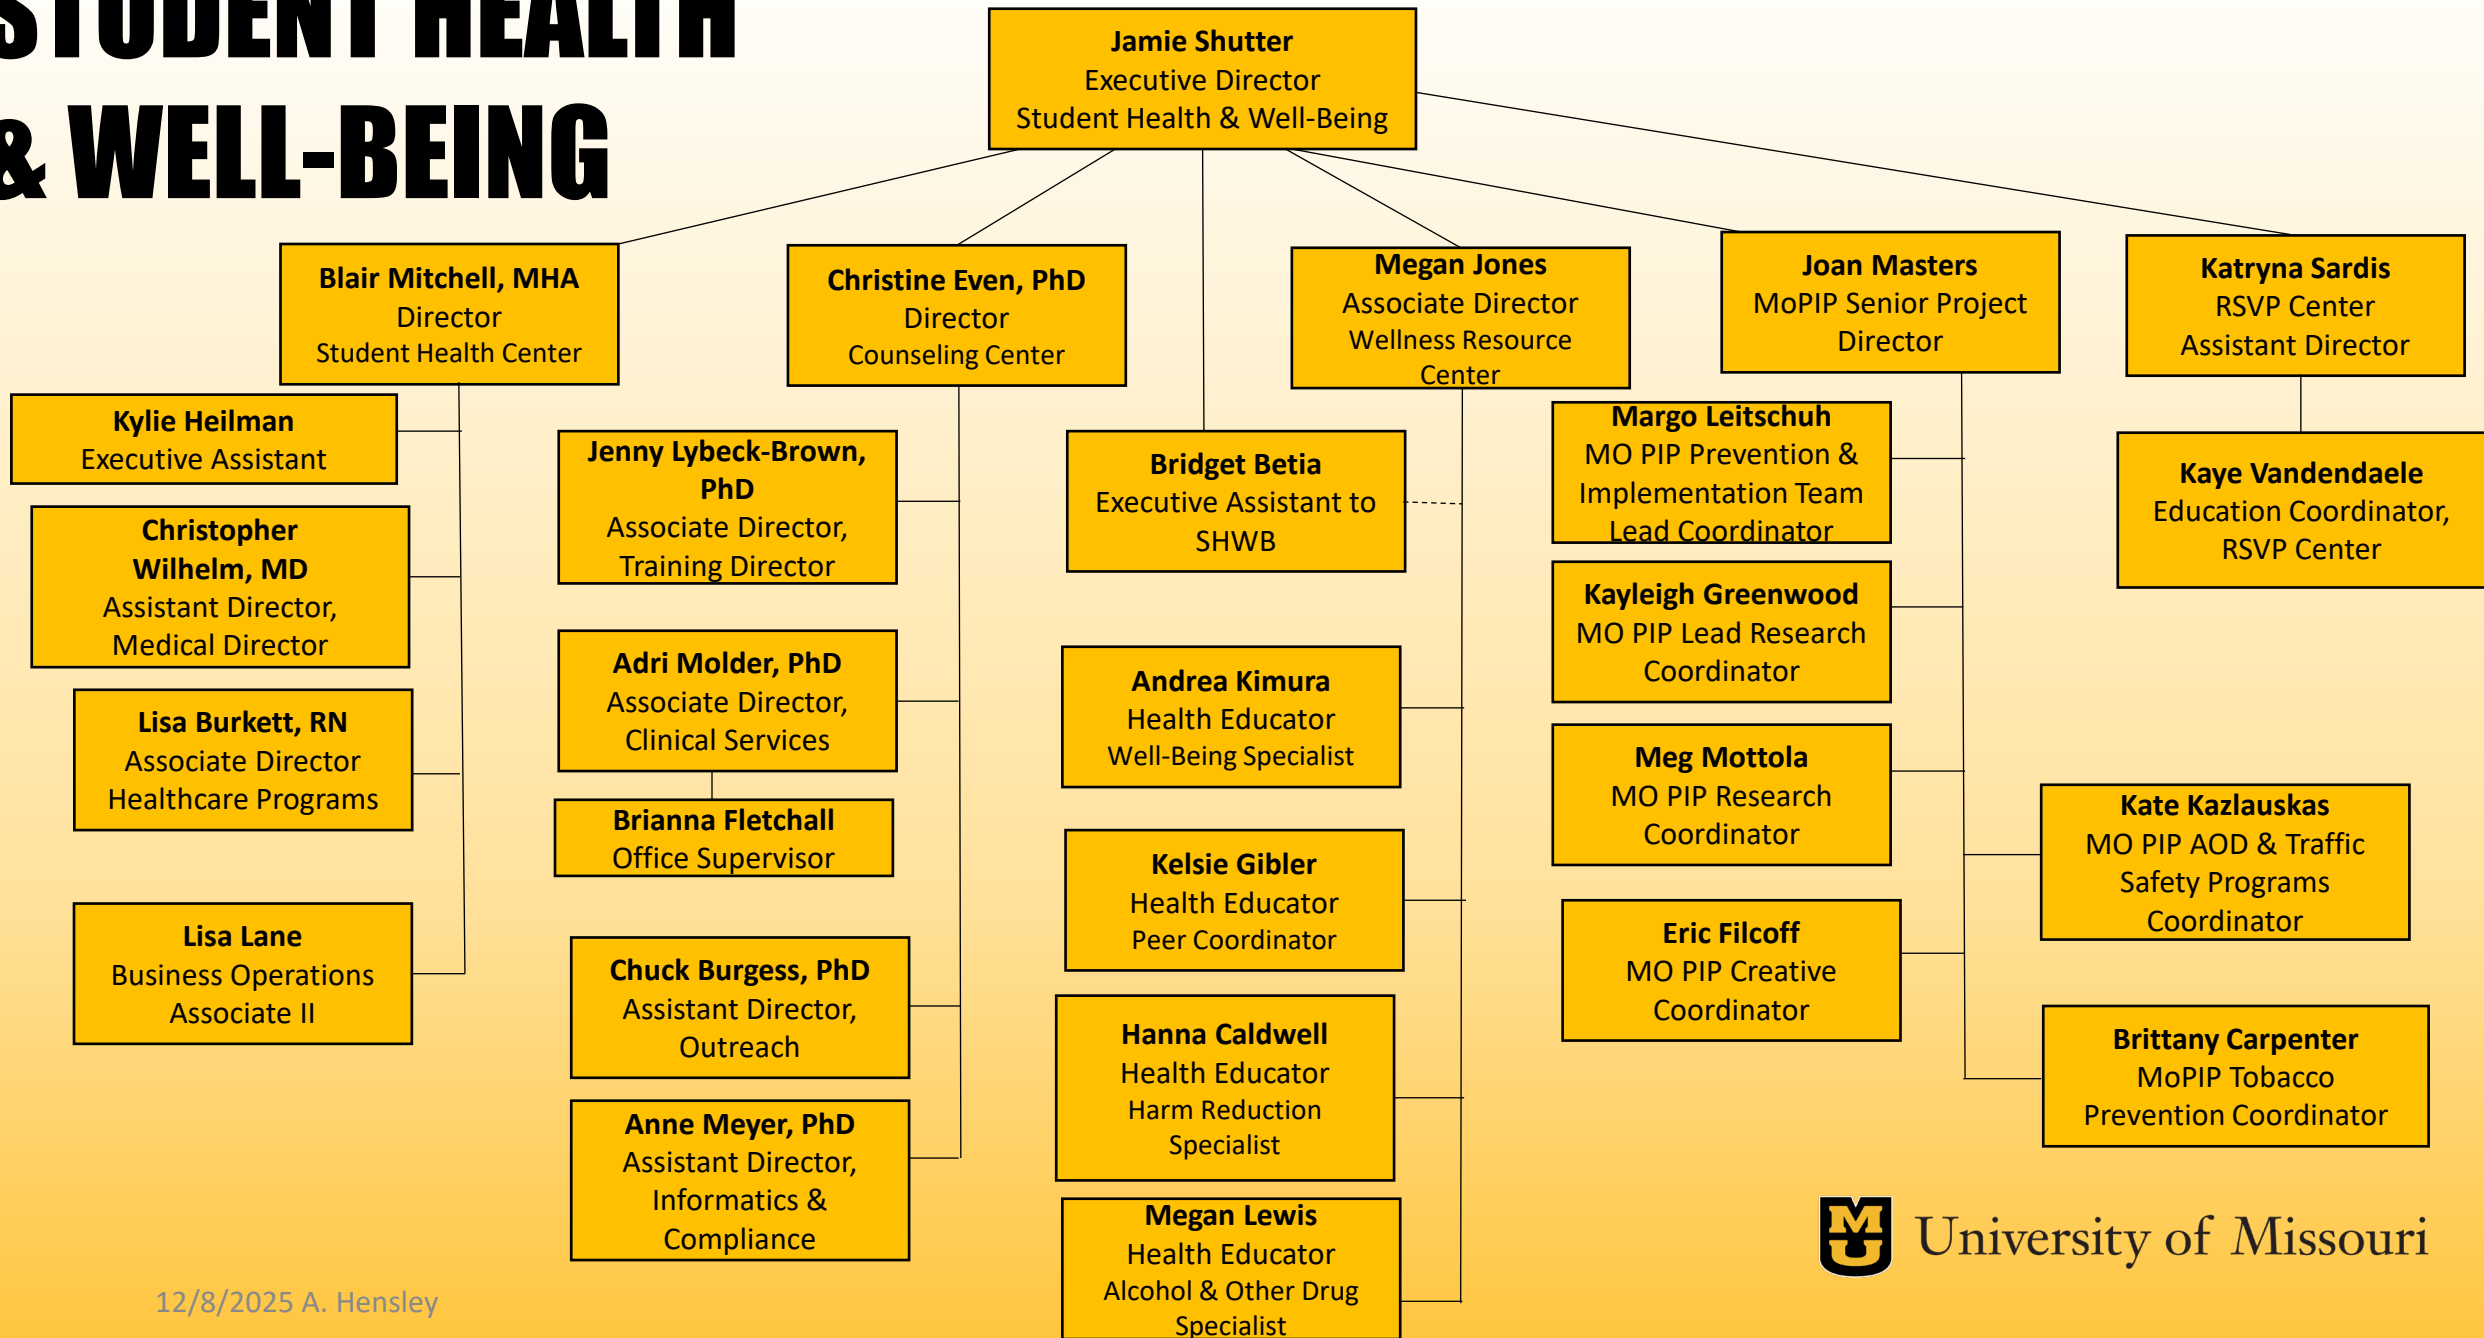 STUDENT HEALTH
& WELL-BEING
Jamie Shutter
Executive Director
Student Health & Well-Being
Blair Mitchell, MHA
Director
Student Health Center
Christine Even, PhD
Director
Counseling Center
Megan Jones
Associate Director
Wellness Resource
Center
Joan Masters
MoPIP Senior Project
Director
Katryna Sardis
RSVP Center
Assistant Director
Kylie Heilman
Executive Assistant
Christopher
Wilhelm, MD
Assistant Director,
Medical Director
Lisa Burkett, RN
Associate Director
Healthcare Programs
Lisa Lane
Business Operations
Associate II
Jenny Lybeck-Brown,
PhD
Associate Director,
Training Director
Adri Molder, PhD
Associate Director,
Clinical Services
Brianna Fletchall
Office Supervisor
Chuck Burgess, PhD
Assistant Director,
Outreach
Anne Meyer, PhD
Assistant Director,
Informatics &
Compliance
Bridget Betia
Executive Assistant to
SHWB
Andrea Kimura
Health Educator
Well-Being Specialist
Kelsie Gibler
Health Educator
Peer Coordinator
Hanna Caldwell
Health Educator
Harm Reduction
Specialist
Megan Lewis
Health Educator
Alcohol & Other Drug
Specialist
Margo Leitschuh
MO PIP Prevention &
Implementation Team
Lead Coordinator
Kayleigh Greenwood
MO PIP Lead Research
Coordinator
Meg Mottola
MO PIP Research
Coordinator
Eric Filcoff
MO PIP Creative
Coordinator
Kate Kazlauskas
MO PIP AOD & Traffic
Safety Programs
Coordinator
Brittany Carpenter
MoPIP Tobacco
Prevention Coordinator
Kaye Vandendaele
Education Coordinator,
RSVP Center
University of Missouri
12/8/2025 A. Hensley